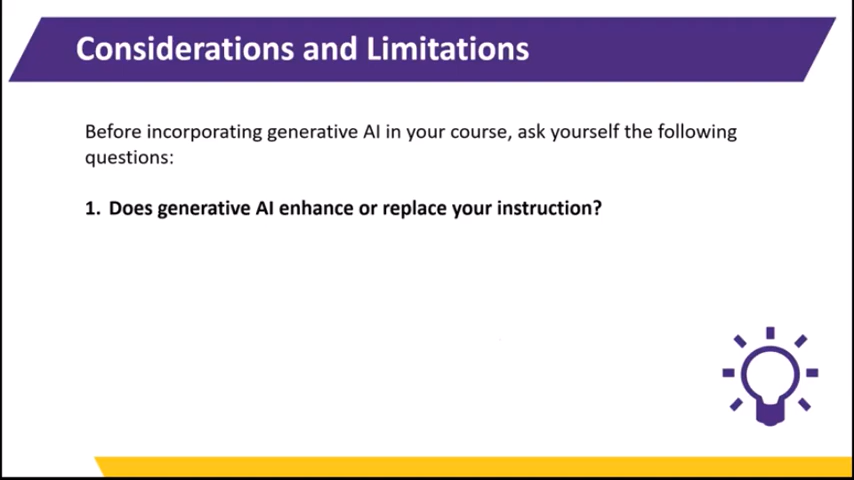 Considerations and Limitations
Before incorporating generative AI in your course, ask yourself the following
questions:
1. Does generative AI enhance or replace your instruction?